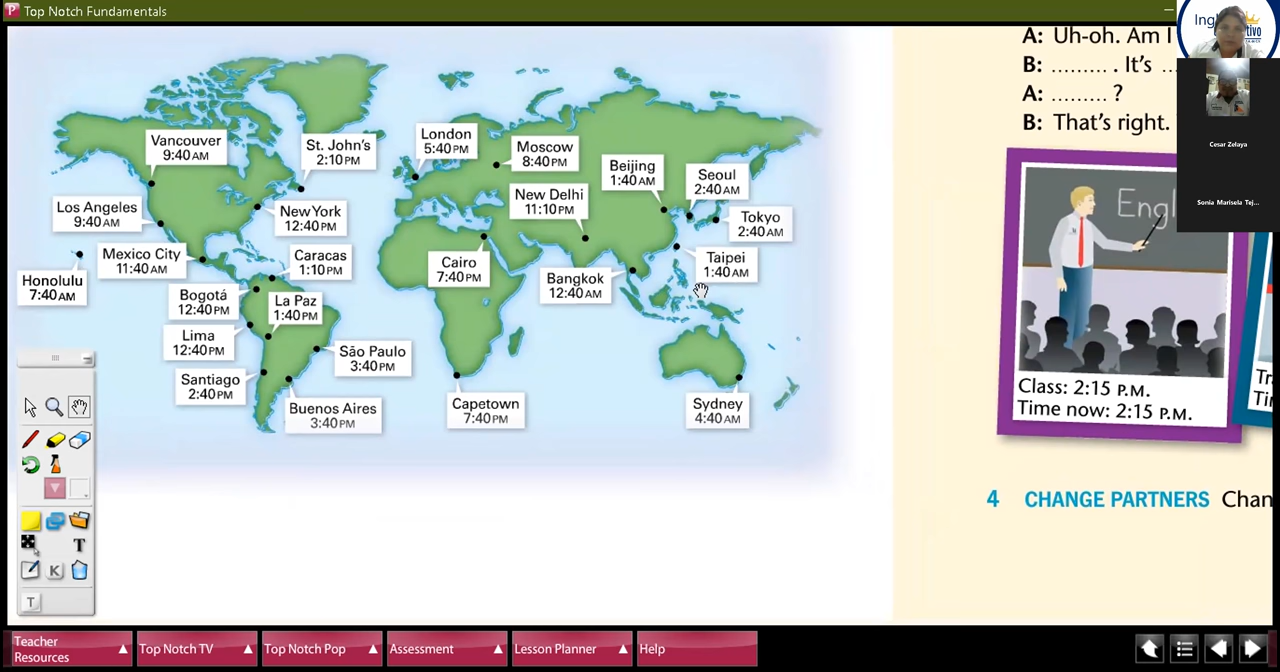 Top Notch Fundamentals
Vancouver
9:40 AM
St. John's
2:10 PM
London
5:40 PM
Moscow
8:40 PM
Beijing
1:40 AM
Seoul
2:40 AM
Los Angeles
9:40 AM
New York
12:40 PM
New Delhi
11:10 PM
Tokyo
2:40 AM
Mexico City
11:40 AM
Caracas
1:10 PM
Cairo
7:40 PM
Bangkok
12:40 AM
Taipei
1:40 AM
Honolulu
7:40 AM
Bogotá
12:40 PM
La Paz
1:40 PM
Lima
12:40 PM
São Paulo
3:40 PM
Santiago
2:40 PM
Buenos Aires
3:40 PM
Capetown
7:40 PM
Sydney
4:40 AM
A: Uh-oh. Am I
B: ......... . It's ...
A: ......... ?
B: That's right.
Engl
Class: 2:15 P.M.
Time now: 2:15 P.M.
4 CHANGE PARTNERS Chan
Cesar Zelaya
Sonia Marisela Tej...
T
K
T
Teacher
Resources
Top Notch TV
Top Notch Pop
Assessment
Lesson Planner
Help